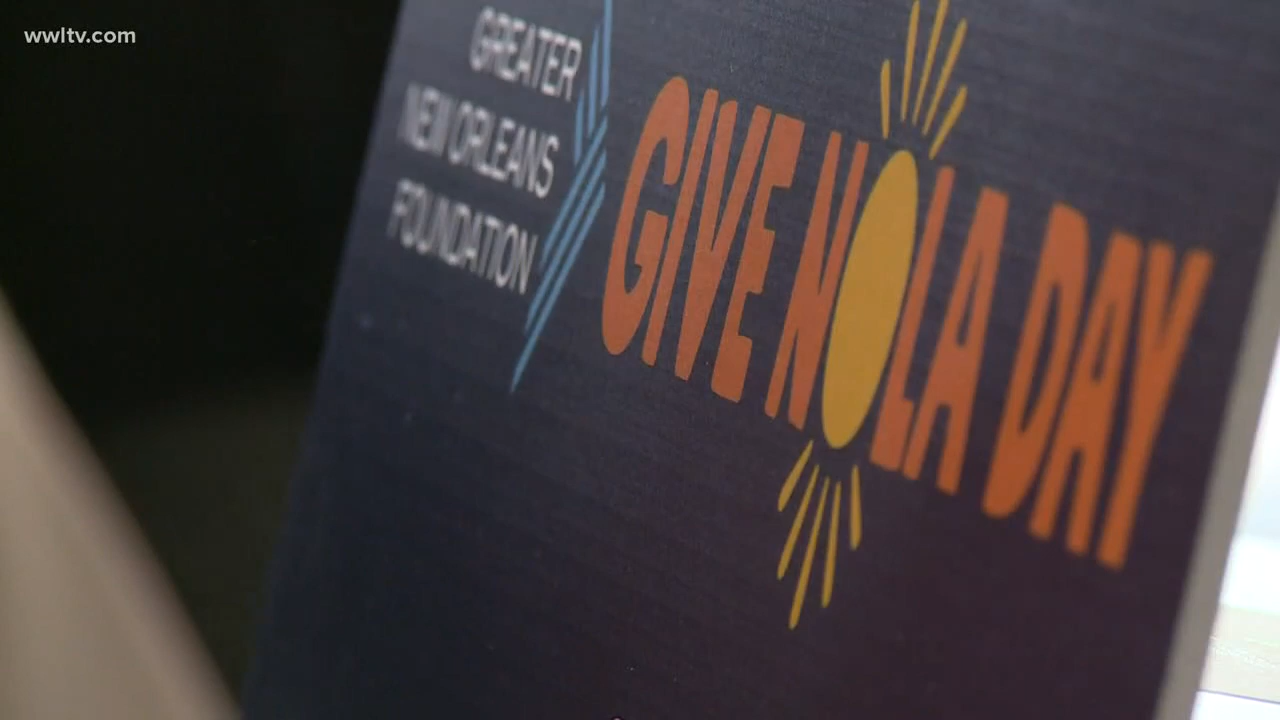 wwltv.com
GREATER
NEW ORLEANS
FOUNDATION
GIVE NOLA DAY